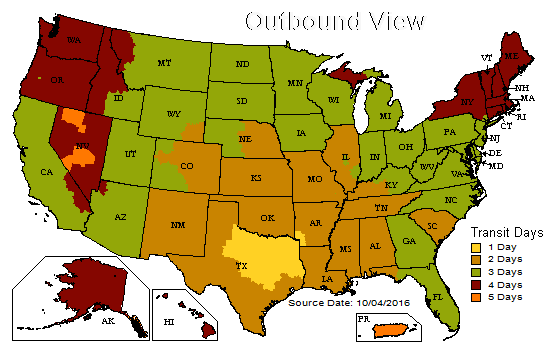 Outbound View
WA
MT
ND
MN
VT
ME
OR
ID
SD
WI
MI
NY
NH
MA
RI
CT
WY
NE
IA
PA
NJ
DE
MD
NV
UT
CO
IL
IN
OH
WV
VA
CA
KS
MO
KY
NC
AZ
NM
OK
AR
TN
SC
TX
LA
MS
AL
GA
FL
AK
HI
PR
Source Date: 10/04/2016
Transit Days
1 Day
2 Days
3 Days
4 Days
5 Days